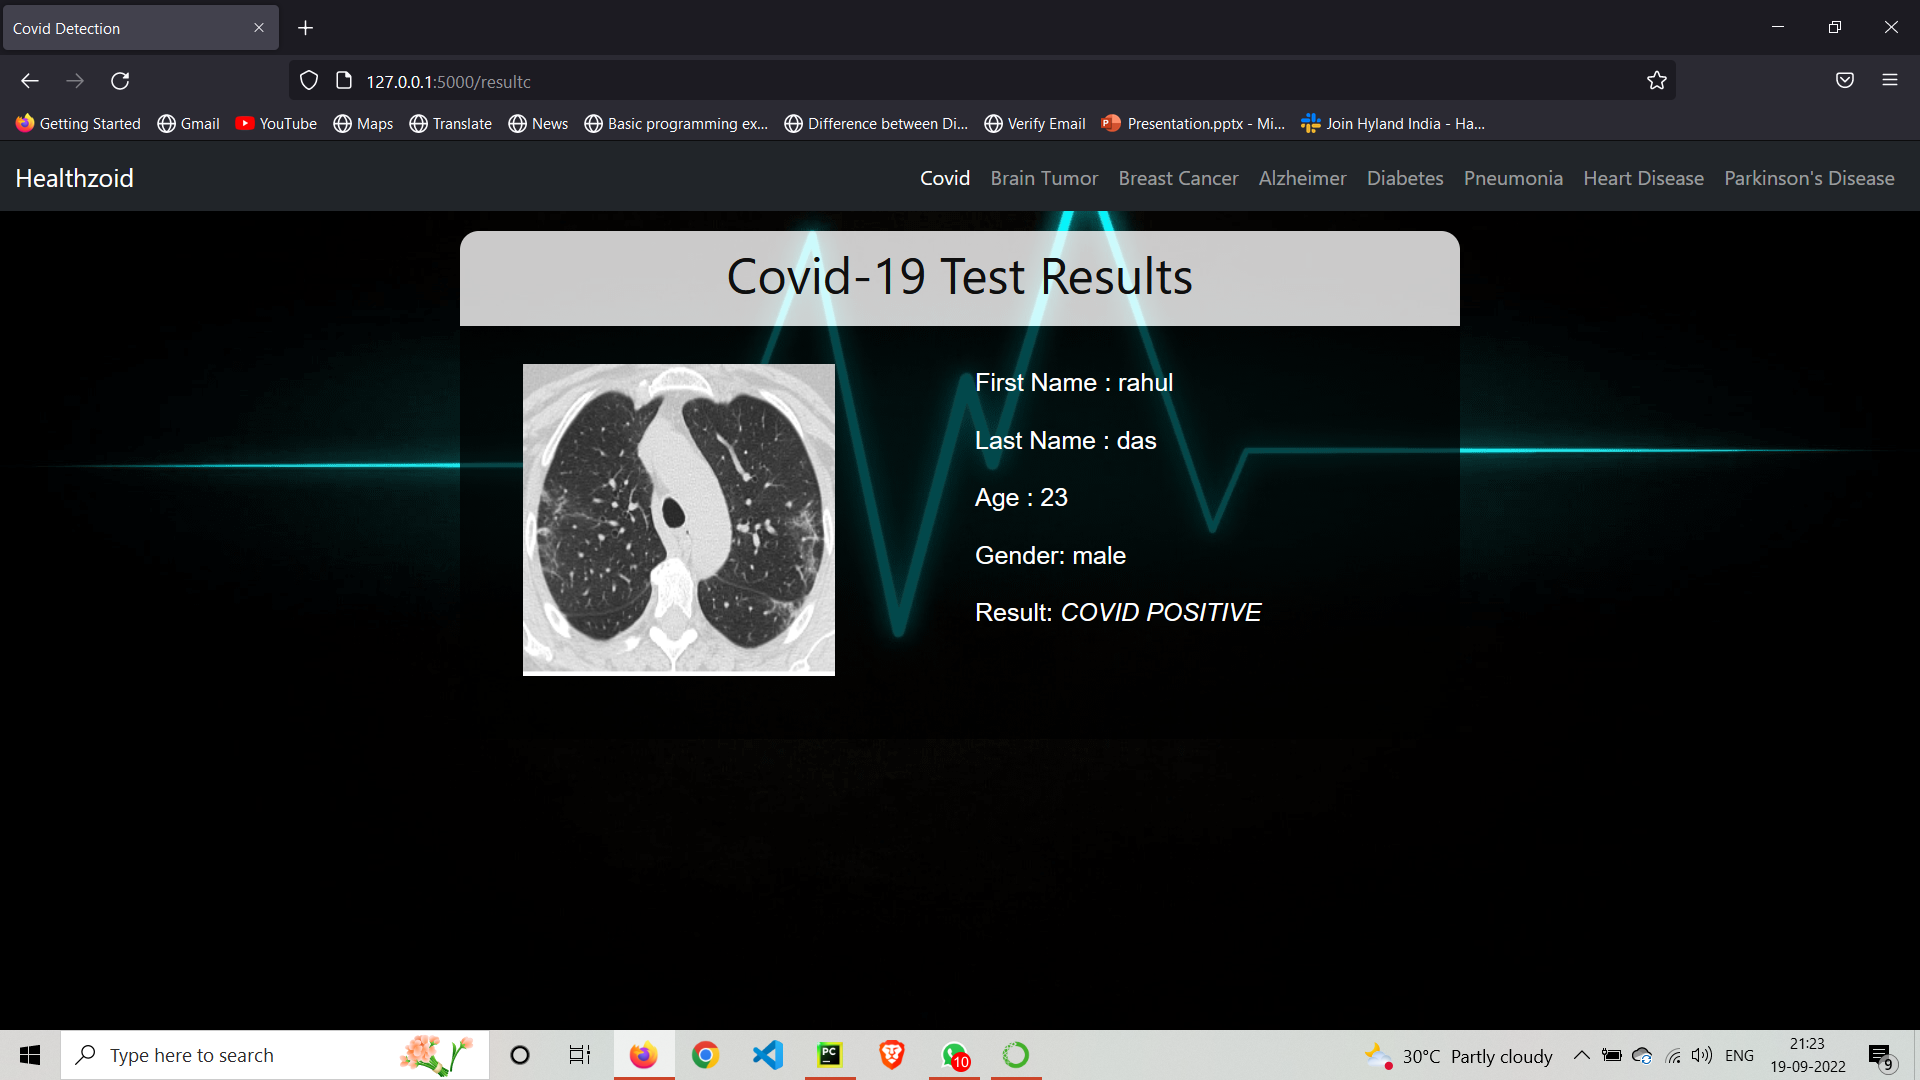 Covid Detection
127.0.0.1:5000/resultc
Getting Started Gmail YouTube Maps Translate News Basic programming ex... Difference between Di... Verify Email Presentation.pptx - Mi... Join Hyland India - Ha...
Healthzoid Covid Brain Tumor Breast Cancer Alzheimer Diabetes Pneumonia Heart Disease Parkinson's Disease
Covid-19 Test Results
First Name : rahul
Last Name : das
Age : 23
Gender: male
Result: COVID POSITIVE
Type here to search PC 10 30°C Partly cloudy ENG 21:23
19-09-2022 9